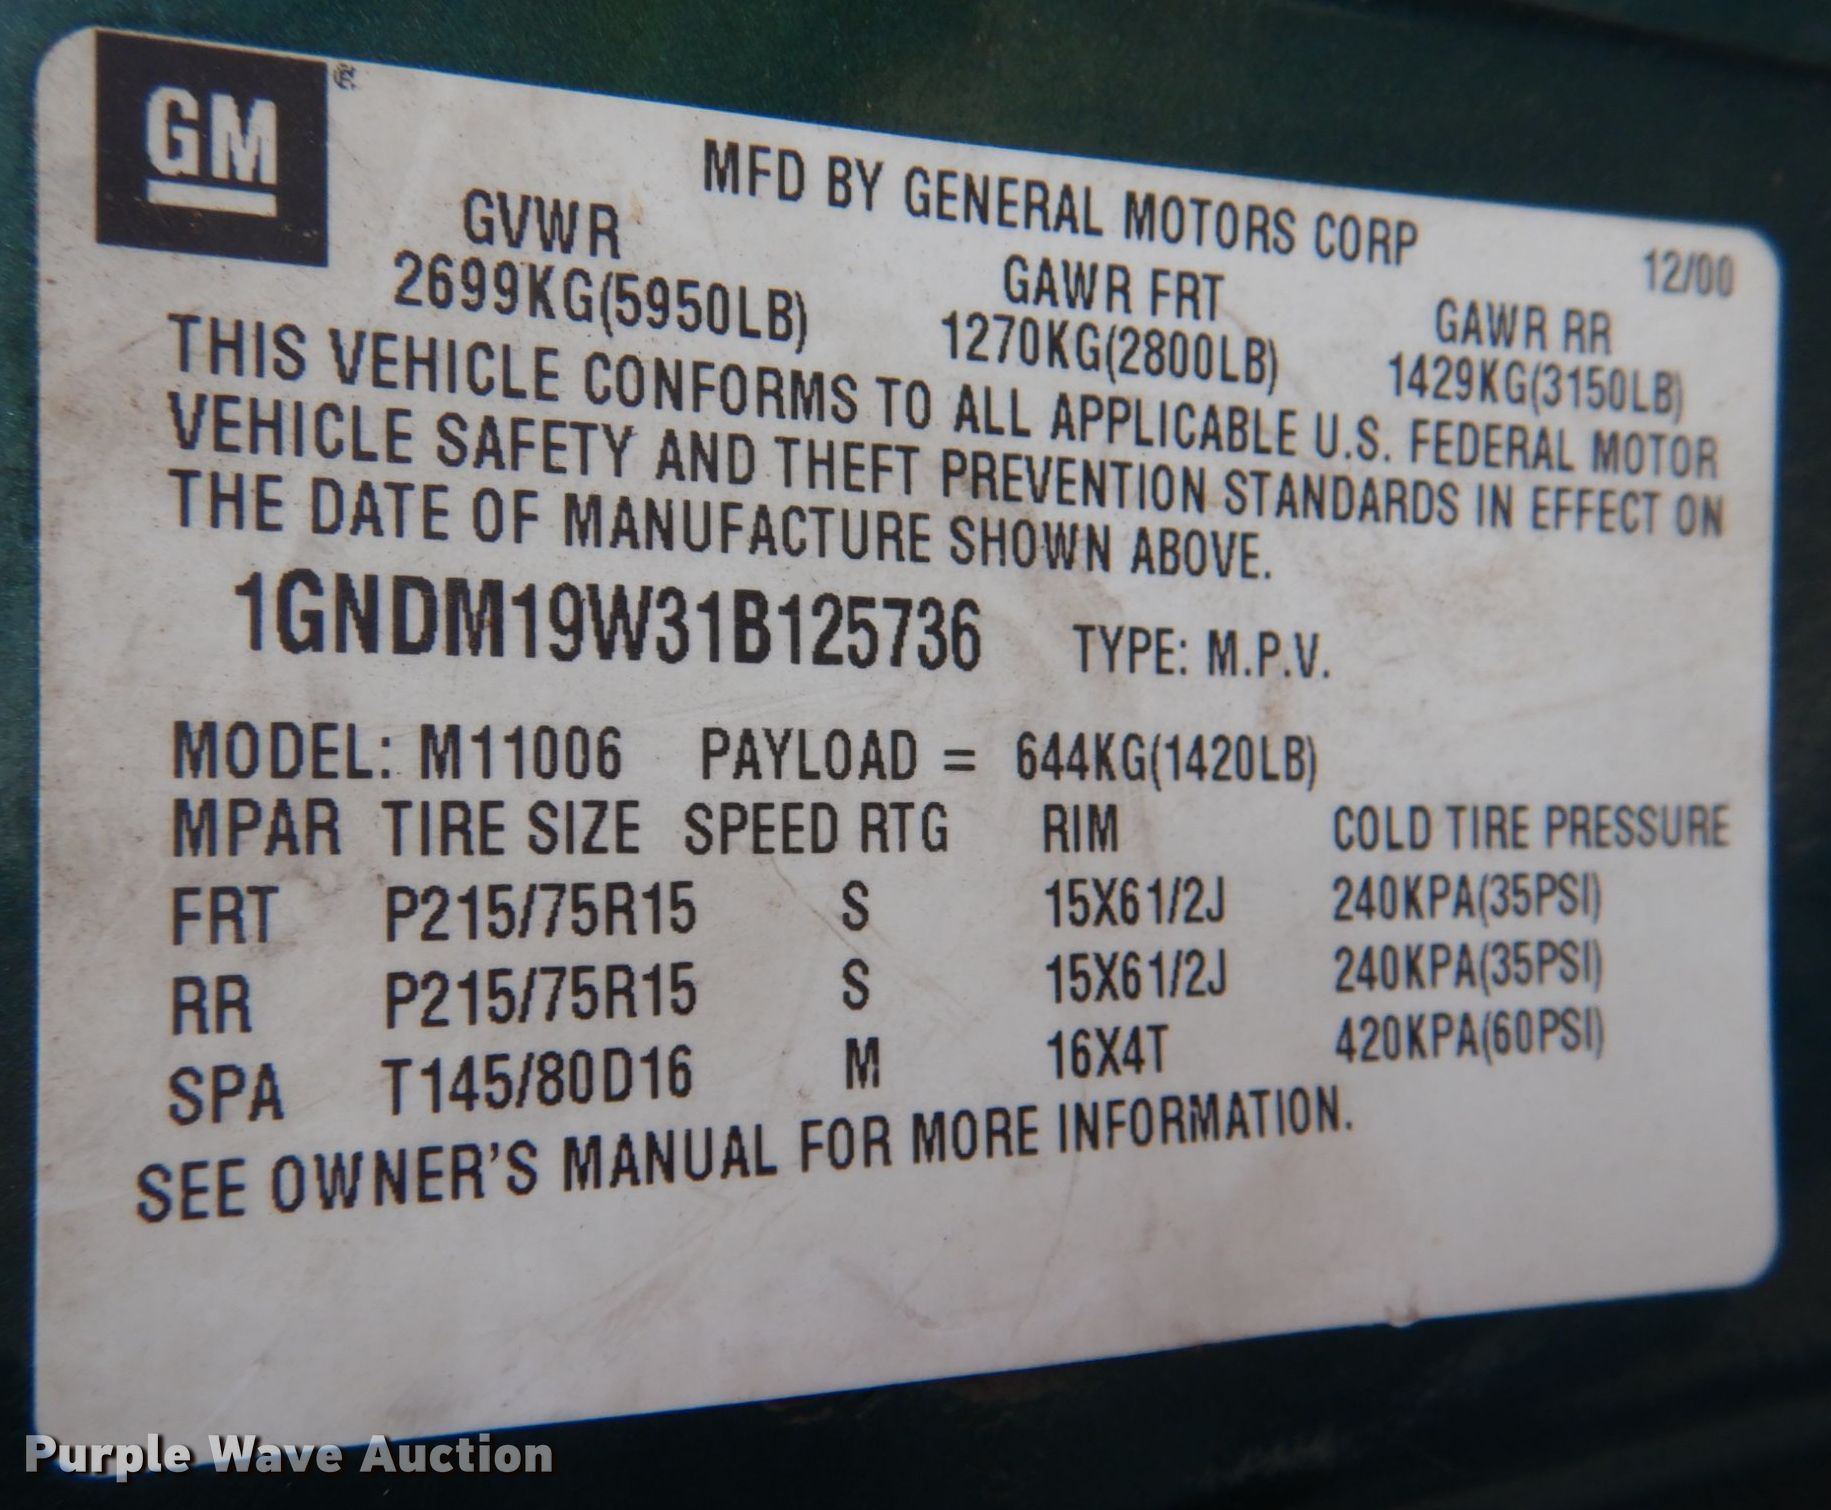 GM
MFD BY GENERAL MOTORS CORP
12/00
GVWR
GAWR FRT
GAWR RR
2699KG(5950LB)
1270KG(2800LB)
1429KG(3150LB)
THIS VEHICLE CONFORMS TO ALL APPLICABLE U.S. FEDERAL MOTOR
VEHICLE SAFETY AND THEFT PREVENTION STANDARDS IN EFFECT ON
THE DATE OF MANUFACTURE SHOWN ABOVE.
1GNDM19W31B125736 TYPE: M.P.V.
MODEL: M11006 PAYLOAD = 644KG(1420LB)
MPAR TIRE SIZE SPEED RTG RIM COLD TIRE PRESSURE
FRT P215/75R15 S 15X61/2J 240KPA(35PSI)
RR P215/75R15 S 15X61/2J 240KPA(35PSI)
SPA T145/80D16 M 16X4T 420KPA(60PSI)
SEE OWNER'S MANUAL FOR MORE INFORMATION.
Purple Wave Auction